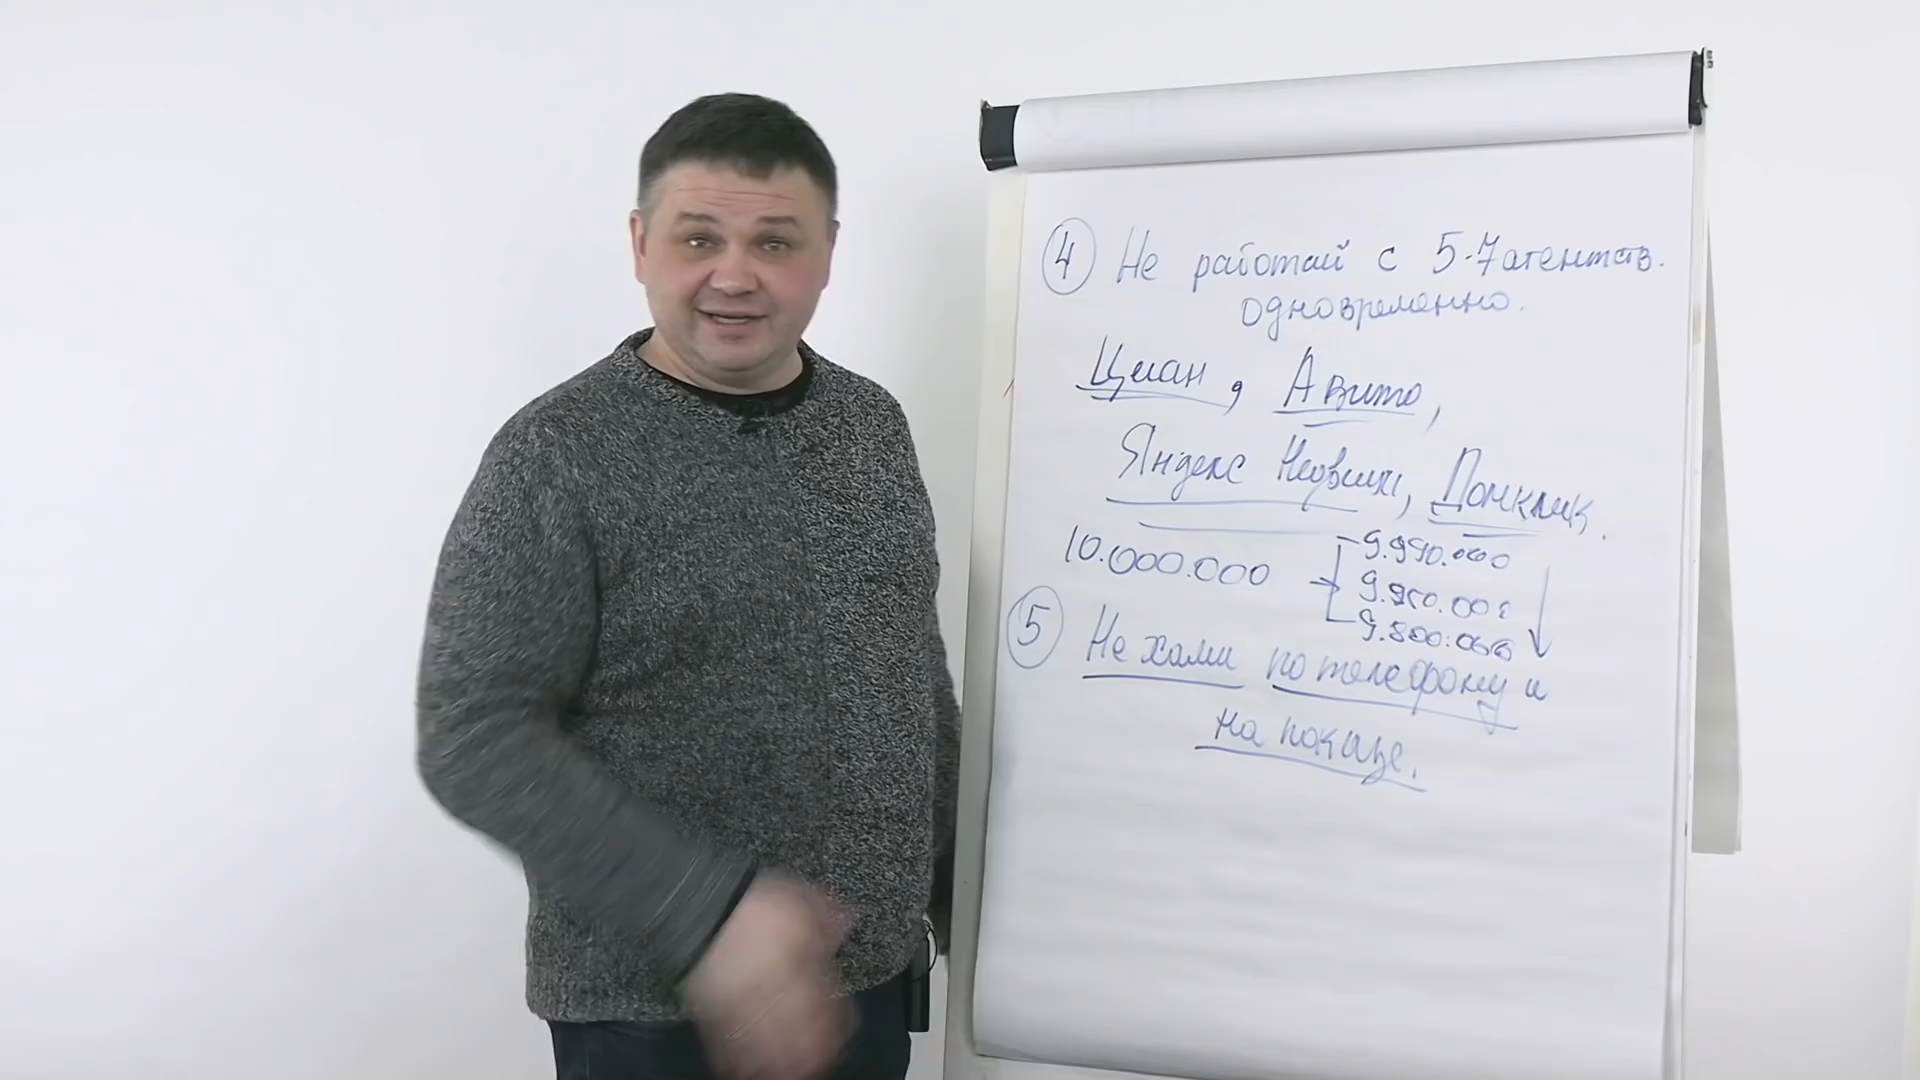 4 Не работай с 5-7 агентств.
одновременно.
Циан, Авито,
Яндекс Недвиж, Домклик.
10.000.000
9.990.000
9.950.000
9.800.000
5 Не хами по телефону и
на показе.